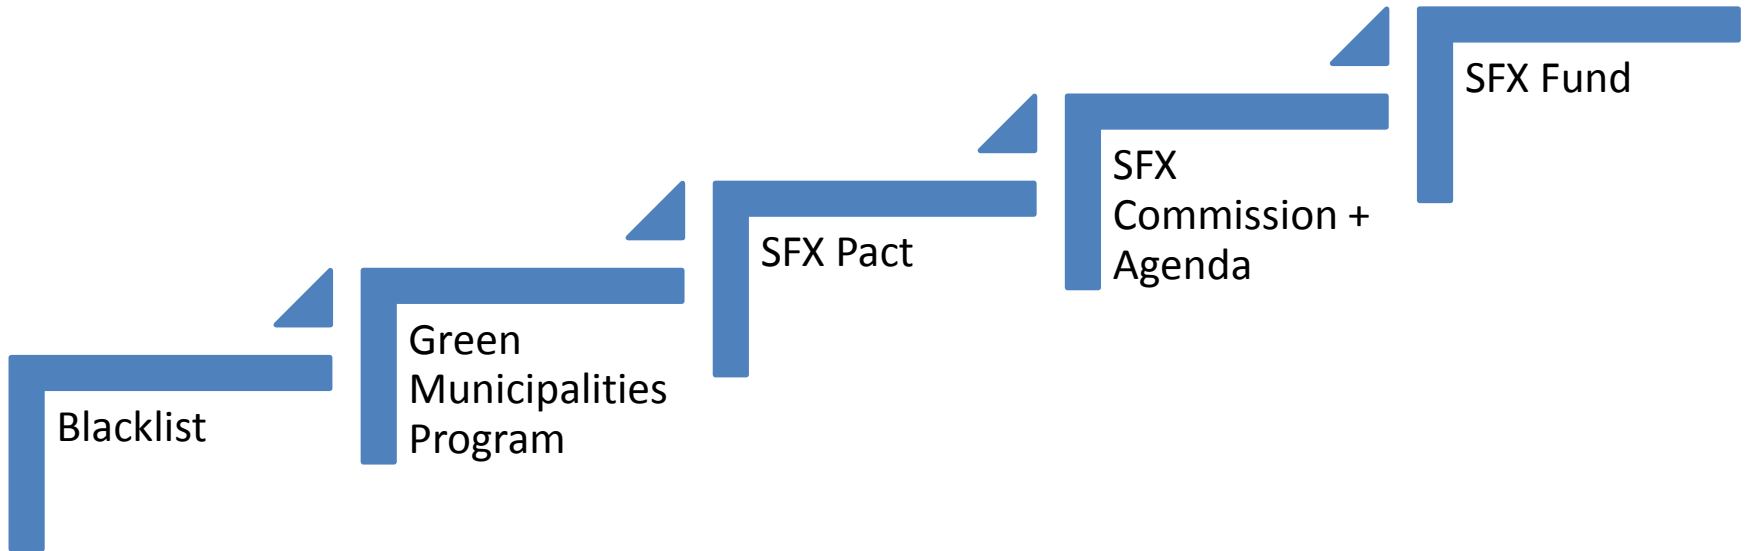 Blacklist
Green
Municipalities
Program
SFX Pact
SFX
Commission +
Agenda
SFX Fund